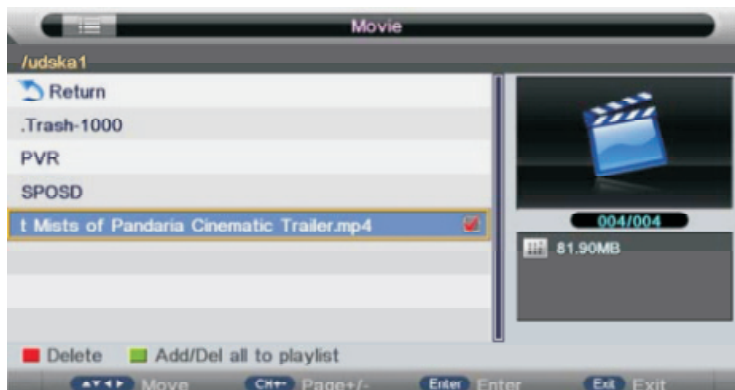 Movie
/udska1
Return
.Trash-1000
PVR
SPOSD
t Mists of Pandaria Cinematic Trailer.mp4
004/004
81.90MB
Delete Add/Del all to playlist
Move CH+- Page+/- Enter Enter Exit Exit